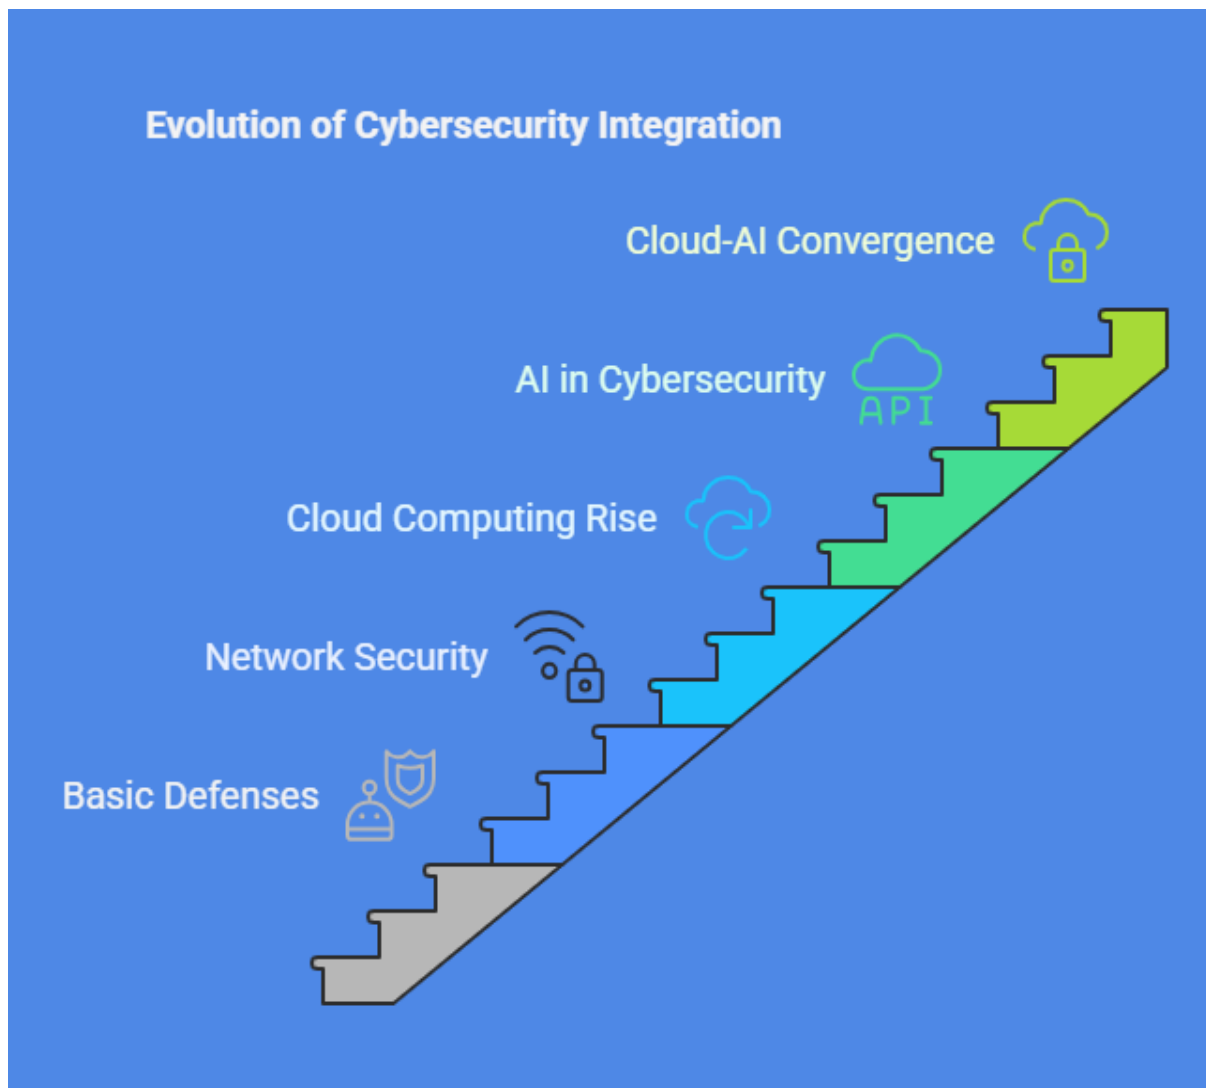 Evolution of Cybersecurity Integration
Cloud-AI Convergence
AI in Cybersecurity
API
Cloud Computing Rise
Network Security
Basic Defenses